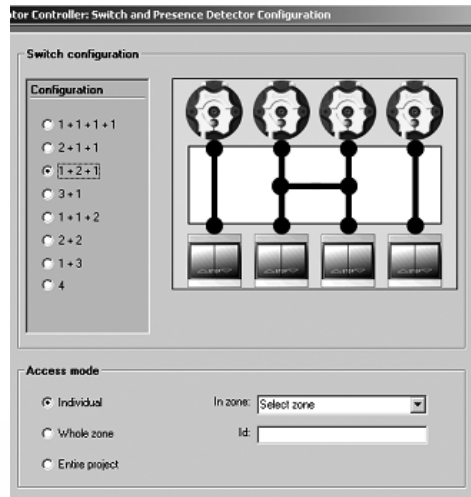 tor Controller: Switch and Presence Detector Configuration
Switch configuration
Configuration
1+1+1+1
2+1+1
1+2+1
3+1
1+1+2
2+2
1+3
4
Access mode
Individual
In zone: Select zone
Whole zone
Id:
Entire project